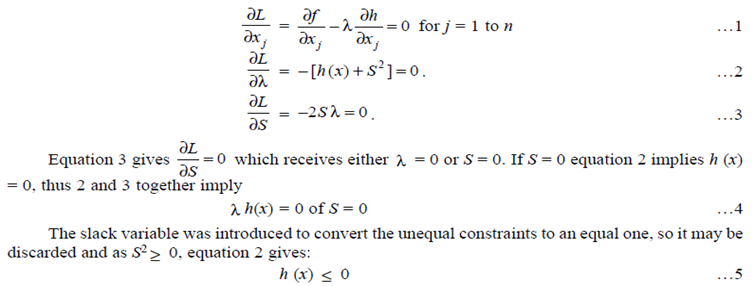 ∂L/∂x_j = ∂f/∂x_j − λ ∂h/∂x_j = 0 for j = 1 to n ...1
∂L/∂λ = −[h(x) + S²] = 0. ...2
∂L/∂S = −2Sλ = 0. ...3
Equation 3 gives ∂L/∂S = 0 which receives either λ = 0 or S = 0. If S = 0 equation 2 implies h (x)
= 0, thus 2 and 3 together imply
λ h(x) = 0 of S = 0 ...4
The slack variable was introduced to convert the unequal constraints to an equal one, so it may be
discarded and as S² ≥ 0, equation 2 gives:
h (x) ≤ 0 ...5